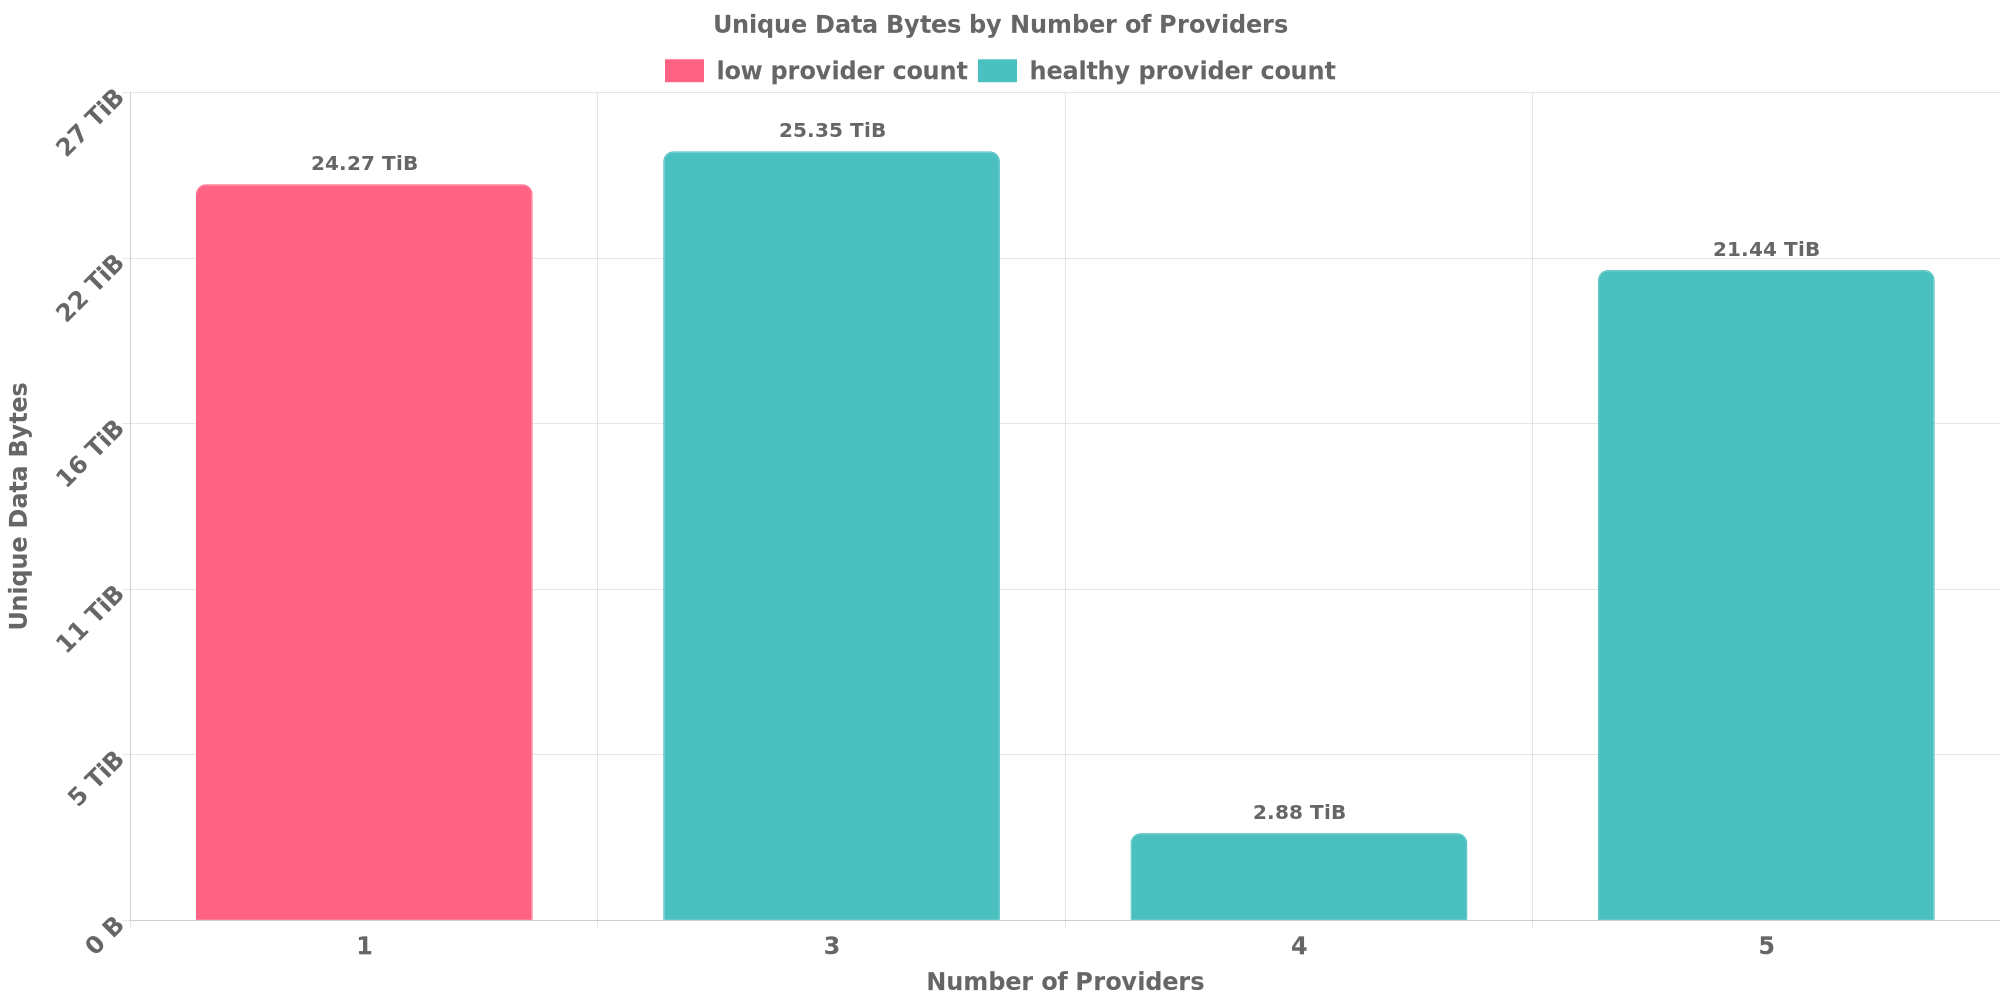 Unique Data Bytes by Number of Providers
low provider count healthy provider count
27 TiB
22 TiB
16 TiB
11 TiB
5 TiB
0 B
Unique Data Bytes
24.27 TiB
25.35 TiB
2.88 TiB
21.44 TiB
1 3 4 5
Number of Providers